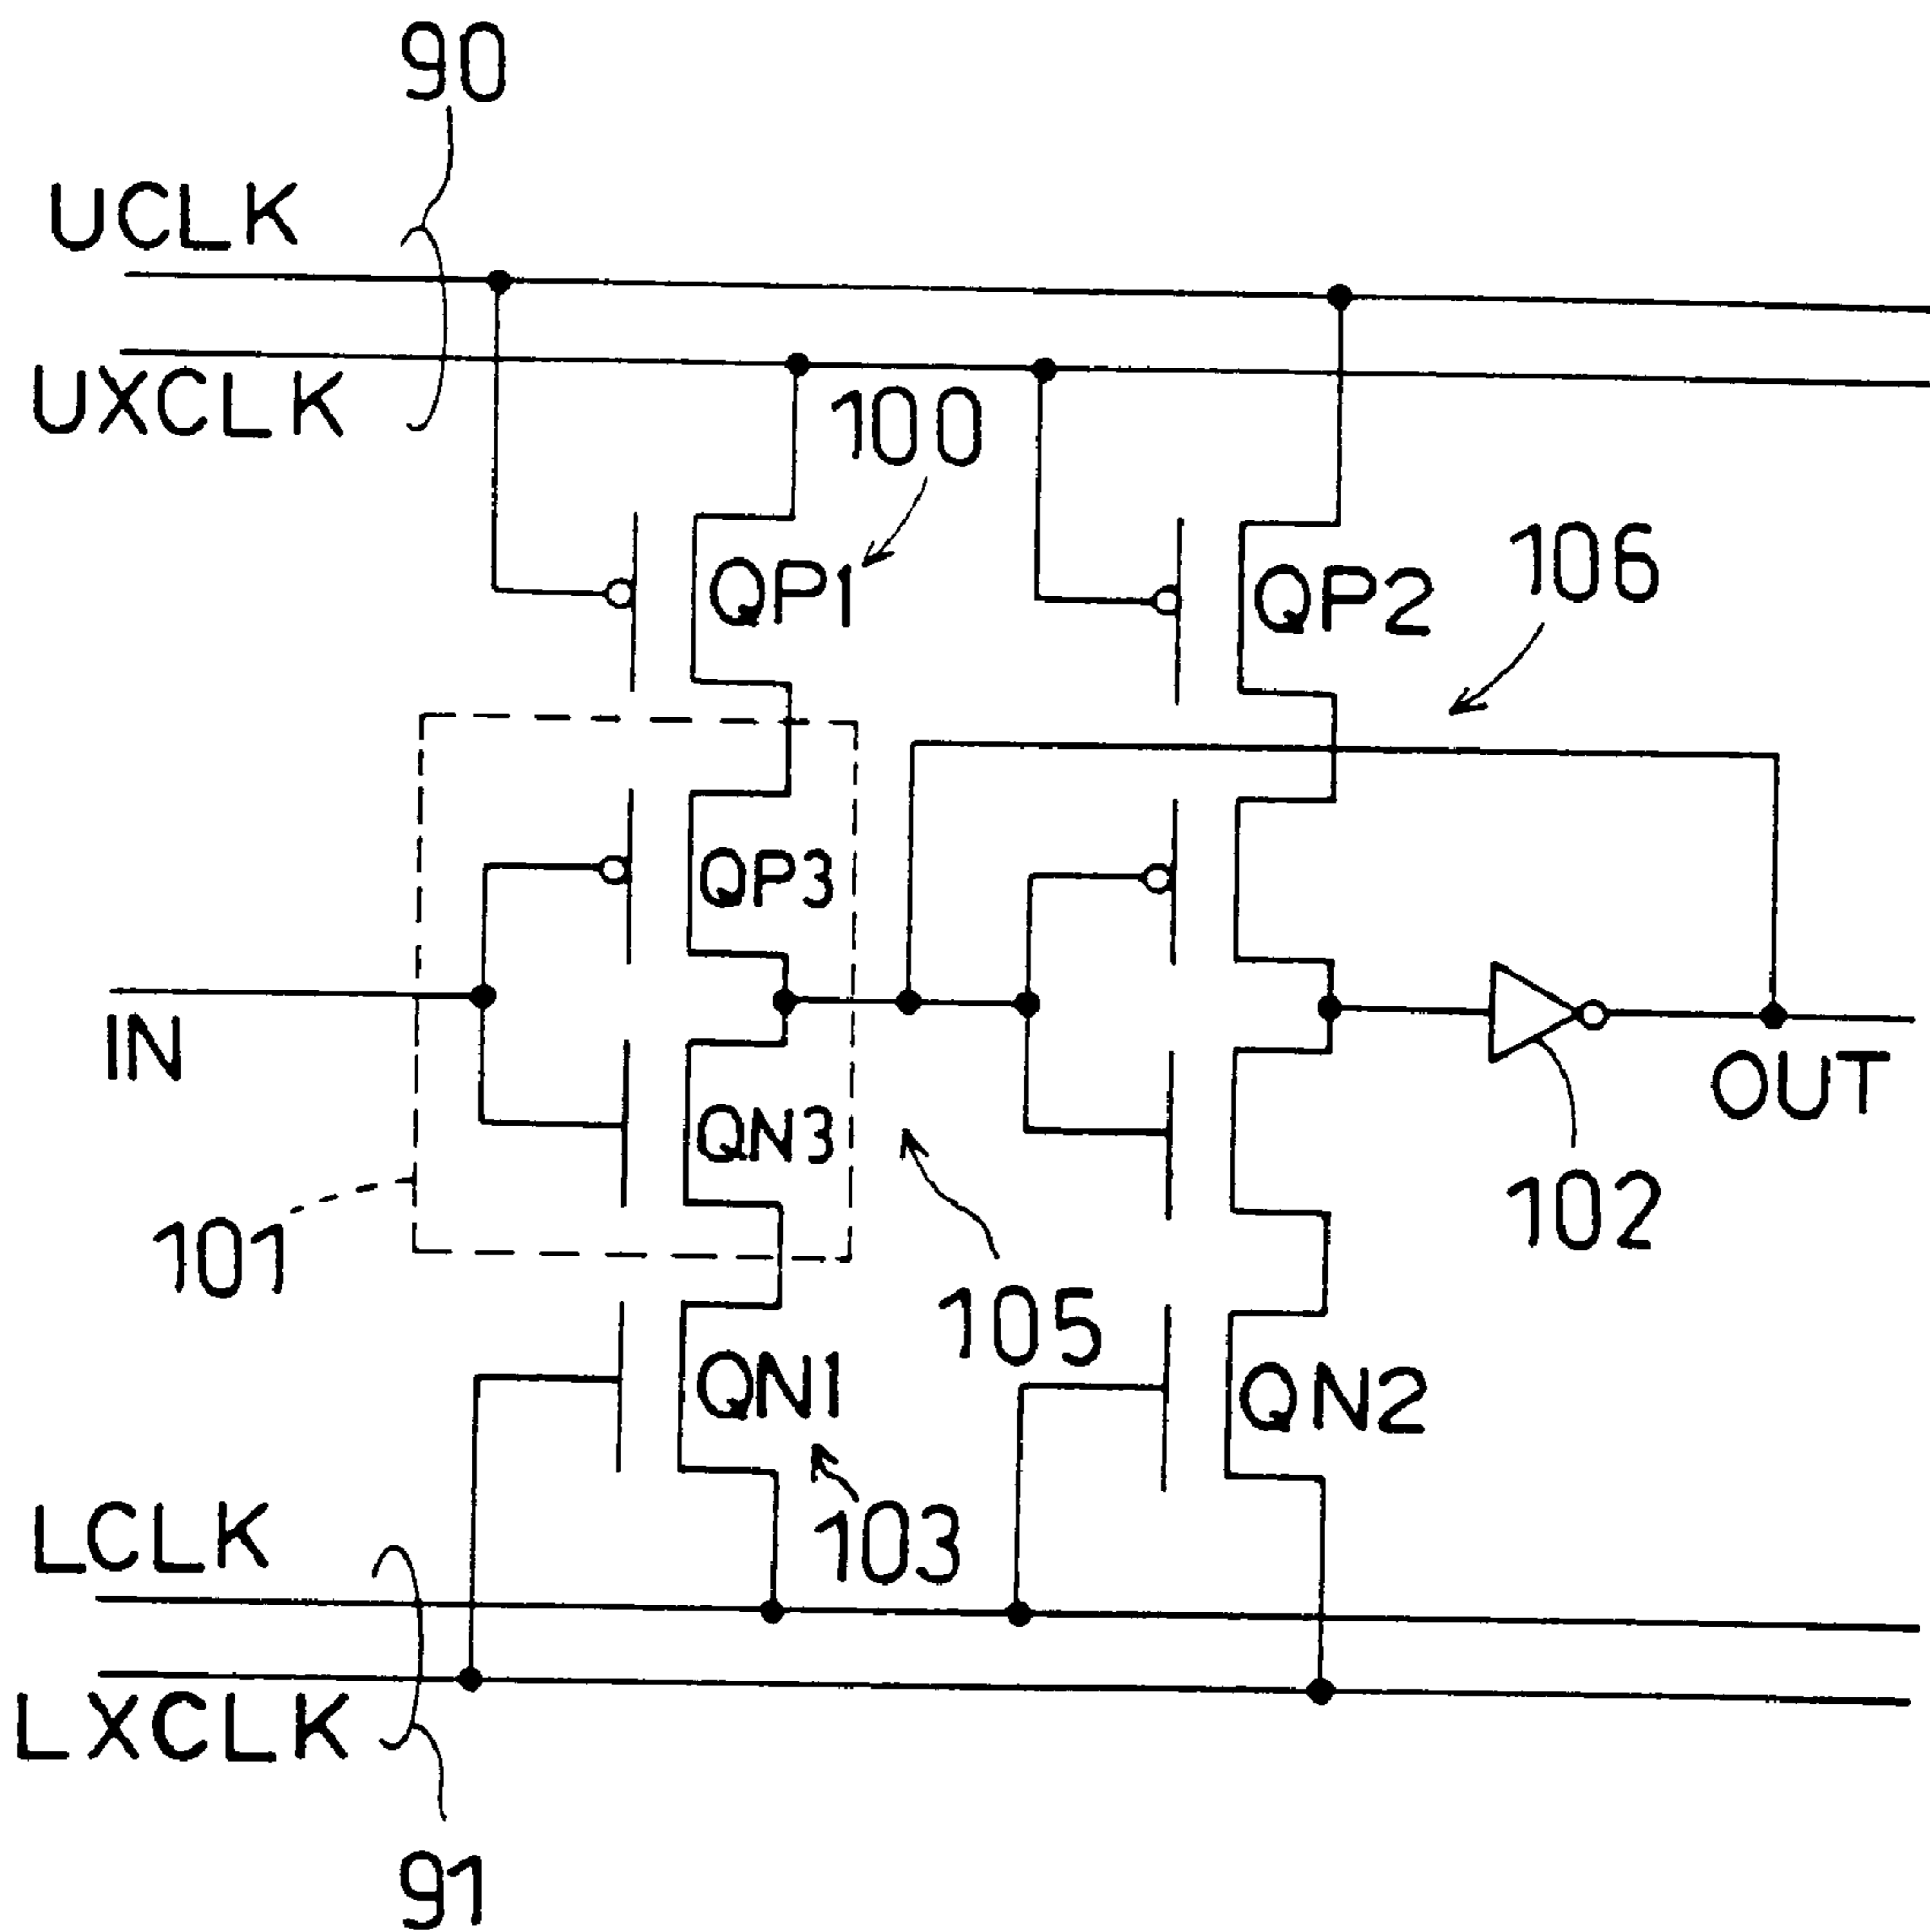 90
UCLK
UXCLK
100
QP1
QP2
106
QP3
IN
QN3
OUT
101
102
105
QN1
QN2
LCLK
103
LXCLK
91